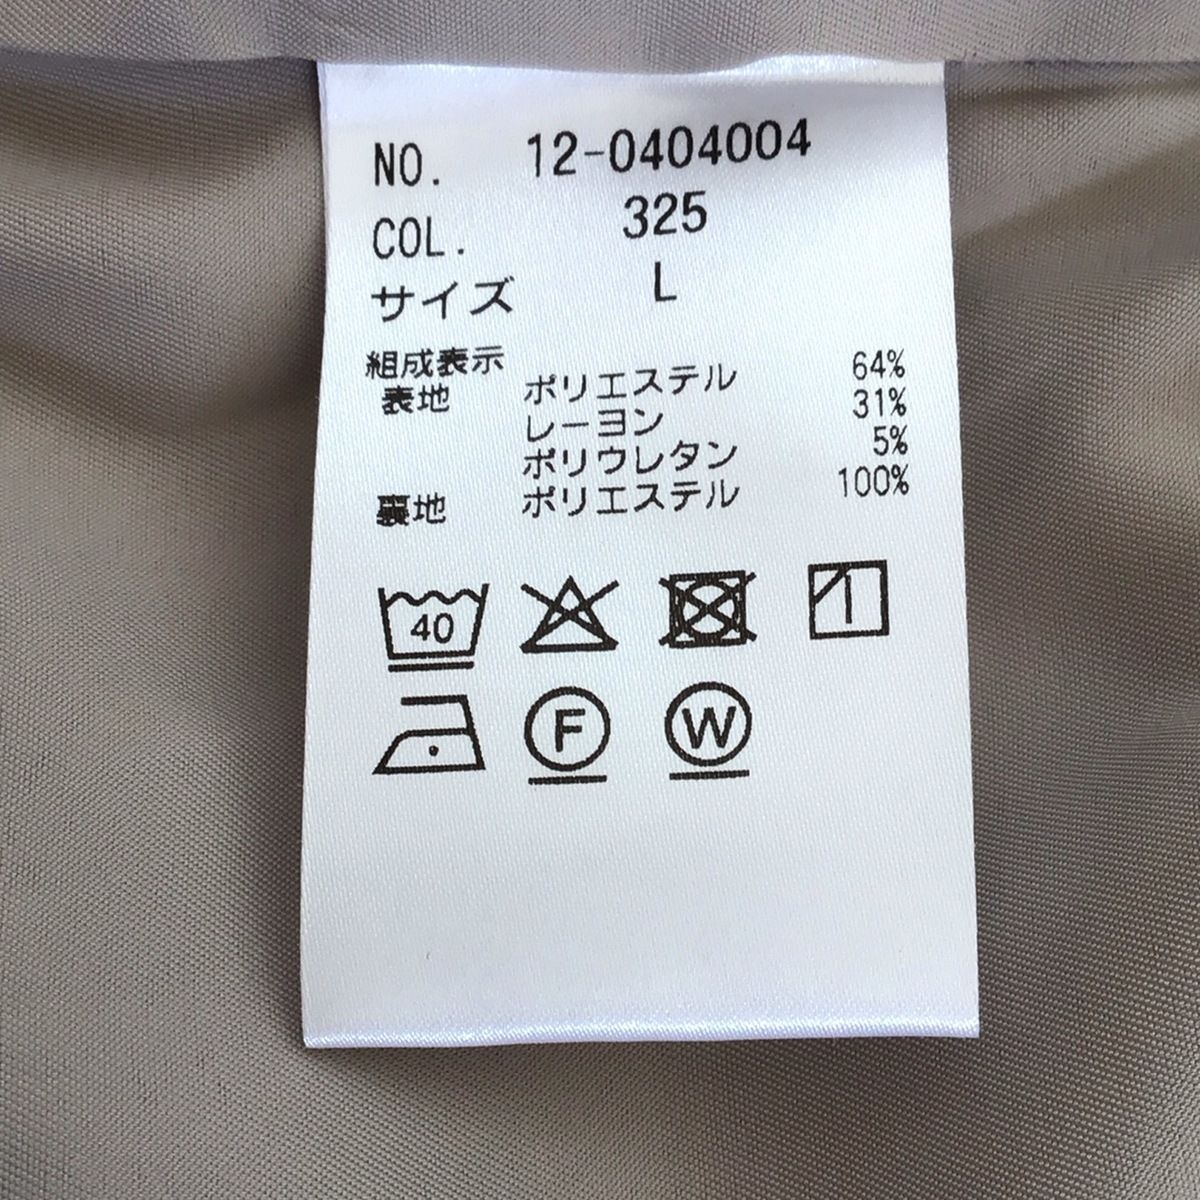 NO. 12-0404004
COL. 325
サイズ L
組成表示
表地 ポリエステル 64%
レーヨン 31%
ポリウレタン 5%
裏地 ポリエステル 100%
40
F W